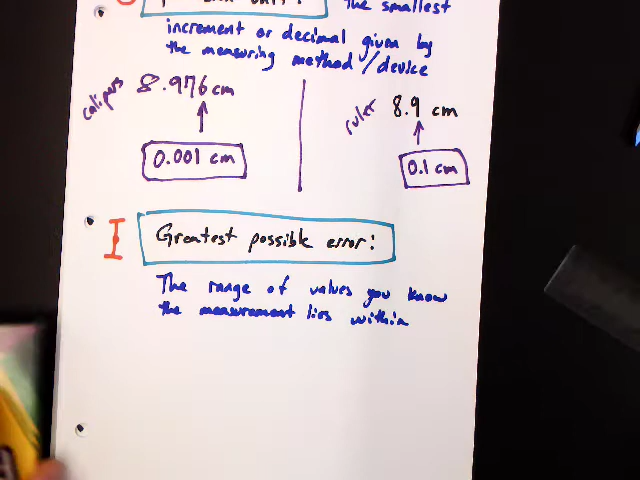 The smallest
increment or decimal given by
the measuring method/device
calipers 8.976 cm
0.001 cm
ruler 8.9 cm
0.1 cm
Greatest possible error:
The range of values you know
the measurement lies within